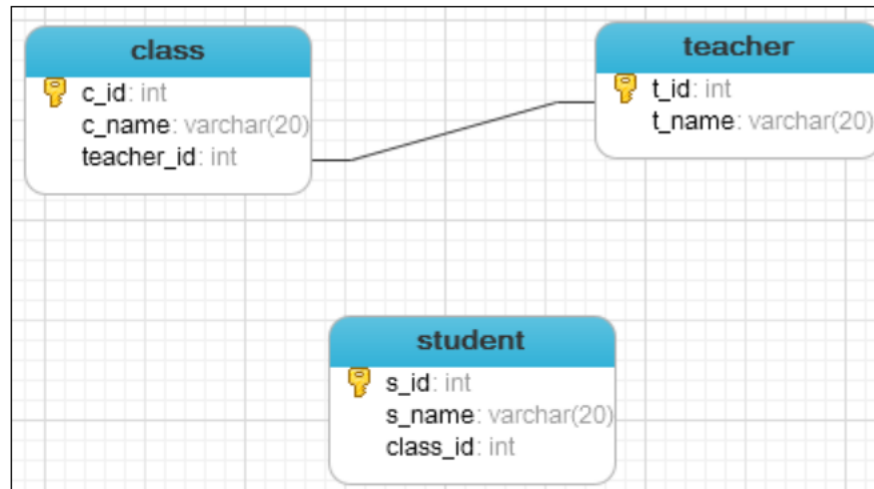 class
c_id: int
c_name: varchar(20)
teacher_id: int
teacher
t_id: int
t_name: varchar(20)
student
s_id: int
s_name: varchar(20)
class_id: int